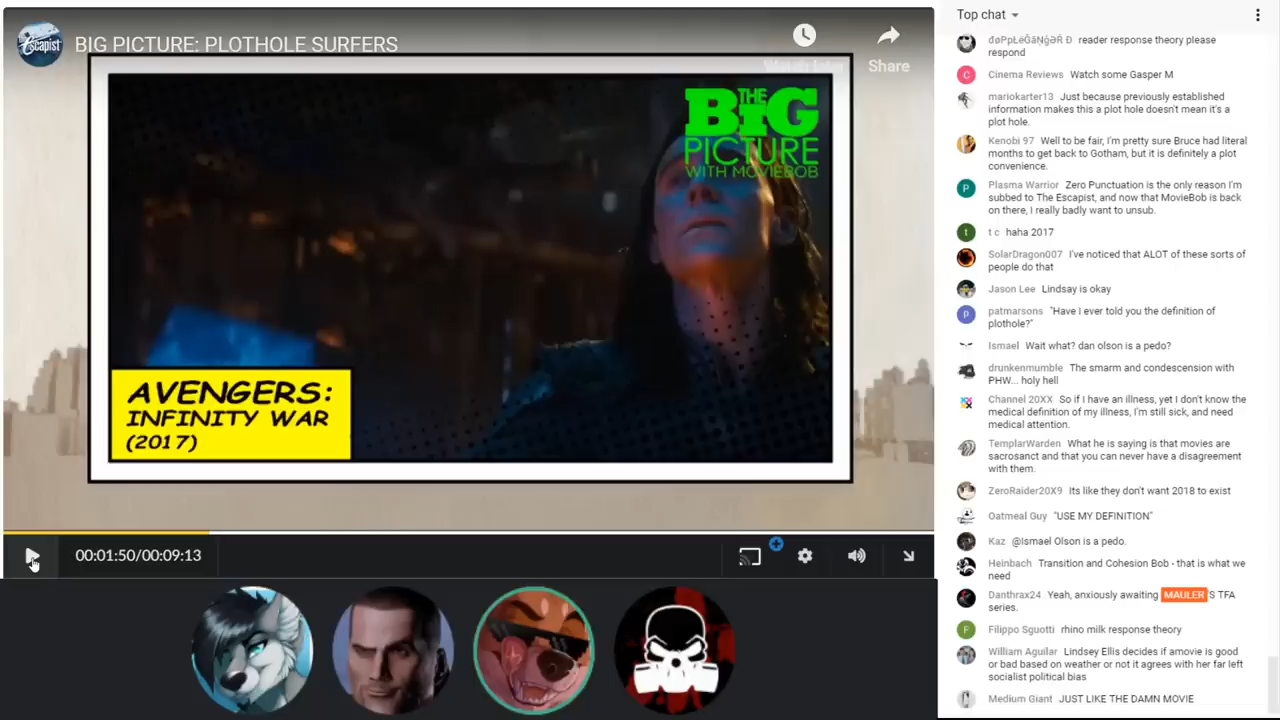 the Escapist
BIG PICTURE: PLOTHOLE SURFERS
Watch later
Share
THE
BiG
PICTURE
WITH MOVIEBOB
AVENGERS:
INFINITY WAR
(2017)
00:01:50/00:09:13
Top chat
reader response theory please
respond
Cinema Reviews Watch some Gasper M
mariokarter13 Just because previously established
information makes this a plot hole doesn't mean it's a
plot hole.
Kenobi 97 Well to be fair, I'm pretty sure Bruce had literal
months to get back to Gotham, but it is definitely a plot
convenience.
Plasma Warrior Zero Punctuation is the only reason I'm
subbed to The Escapist, and now that MovieBob is back
on there, I really badly want to unsub.
t c haha 2017
SolarDragon007 I've noticed that ALOT of these sorts of
people do that
Jason Lee Lindsay is okay
patmarsons "Have I ever told you the definition of
plothole?"
Ismael Wait what? dan olson is a pedo?
drunkenmumble The smarm and condescension with
PHW... holy hell
Channel 20XX So if I have an illness, yet I don't know the
medical definition of my illness, I'm still sick, and need
medical attention.
TemplarWarden What he is saying is that movies are
sacrosanct and that you can never have a disagreement
with them.
ZeroRaider20X9 Its like they don't want 2018 to exist
Oatmeal Guy "USE MY DEFINITION"
Kaz @Ismael Olson is a pedo.
Heinbach Transition and Cohesion Bob - that is what we
need
Danthrax24 Yeah, anxiously awaiting MAULER'S TFA
series.
Filippo Sguotti rhino milk response theory
William Aguilar Lindsey Ellis decides if amovie is good
or bad based on weather or not it agrees with her far left
socialist political bias
Medium Giant JUST LIKE THE DAMN MOVIE